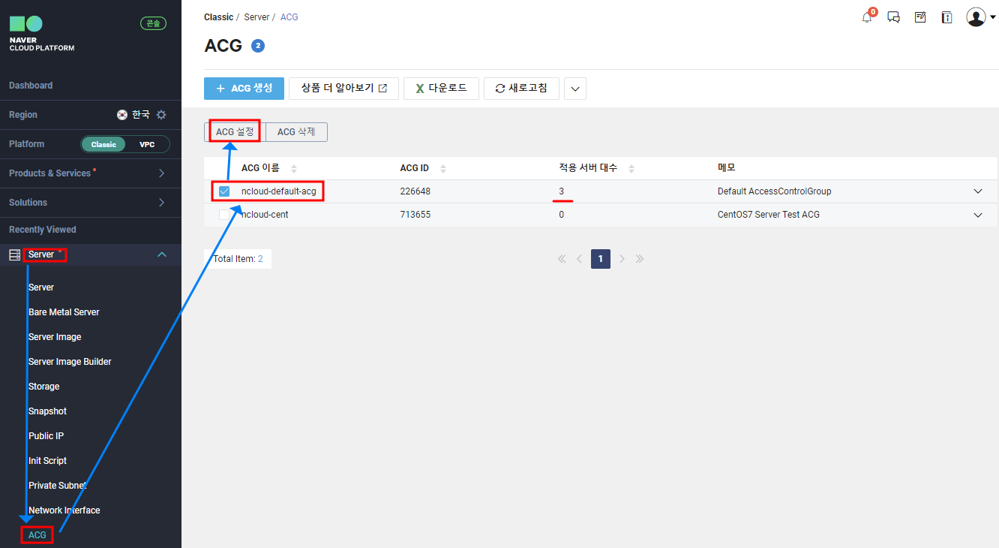 콘솔
NAVER
CLOUD PLATFORM
Dashboard
Region 한국
Platform Classic VPC
Products & Services
Solutions
Recently Viewed
Server
Server
Bare Metal Server
Server Image
Server Image Builder
Storage
Snapshot
Public IP
Init Script
Private Subnet
Network Interface
ACG
Classic / Server / ACG
0
ACG 2
+ ACG 생성 상품 더 알아보기 X 다운로드 새로고침
ACG 설정 ACG 삭제
ACG 이름 ACG ID 적용 서버 대수 메모
ncloud-default-acg 226648 3 Default AccessControlGroup
ncloud-cent 713655 0 CentOS7 Server Test ACG
Total Item: 2 1